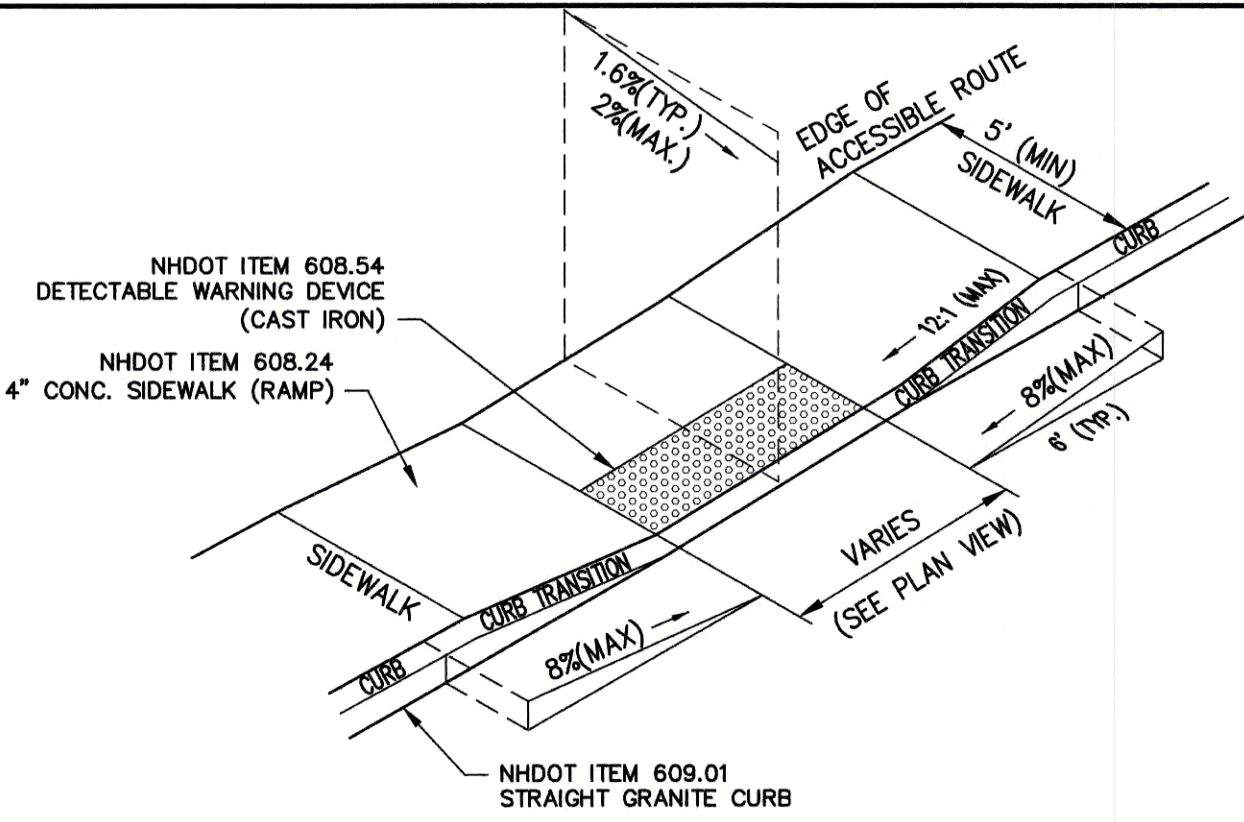 1.6%(TYP.)
2%(MAX.)
EDGE OF
ACCESSIBLE ROUTE
5' (MIN)
SIDEWALK
CURB
NHDOT ITEM 608.54
DETECTABLE WARNING DEVICE
(CAST IRON)
12:1 (MAX)
CURB TRANSITION
NHDOT ITEM 608.24
4" CONC. SIDEWALK (RAMP)
8%(MAX)
6' (TYP.)
VARIES
(SEE PLAN VIEW)
SIDEWALK
CURB TRANSITION
8%(MAX)
CURB
NHDOT ITEM 609.01
STRAIGHT GRANITE CURB